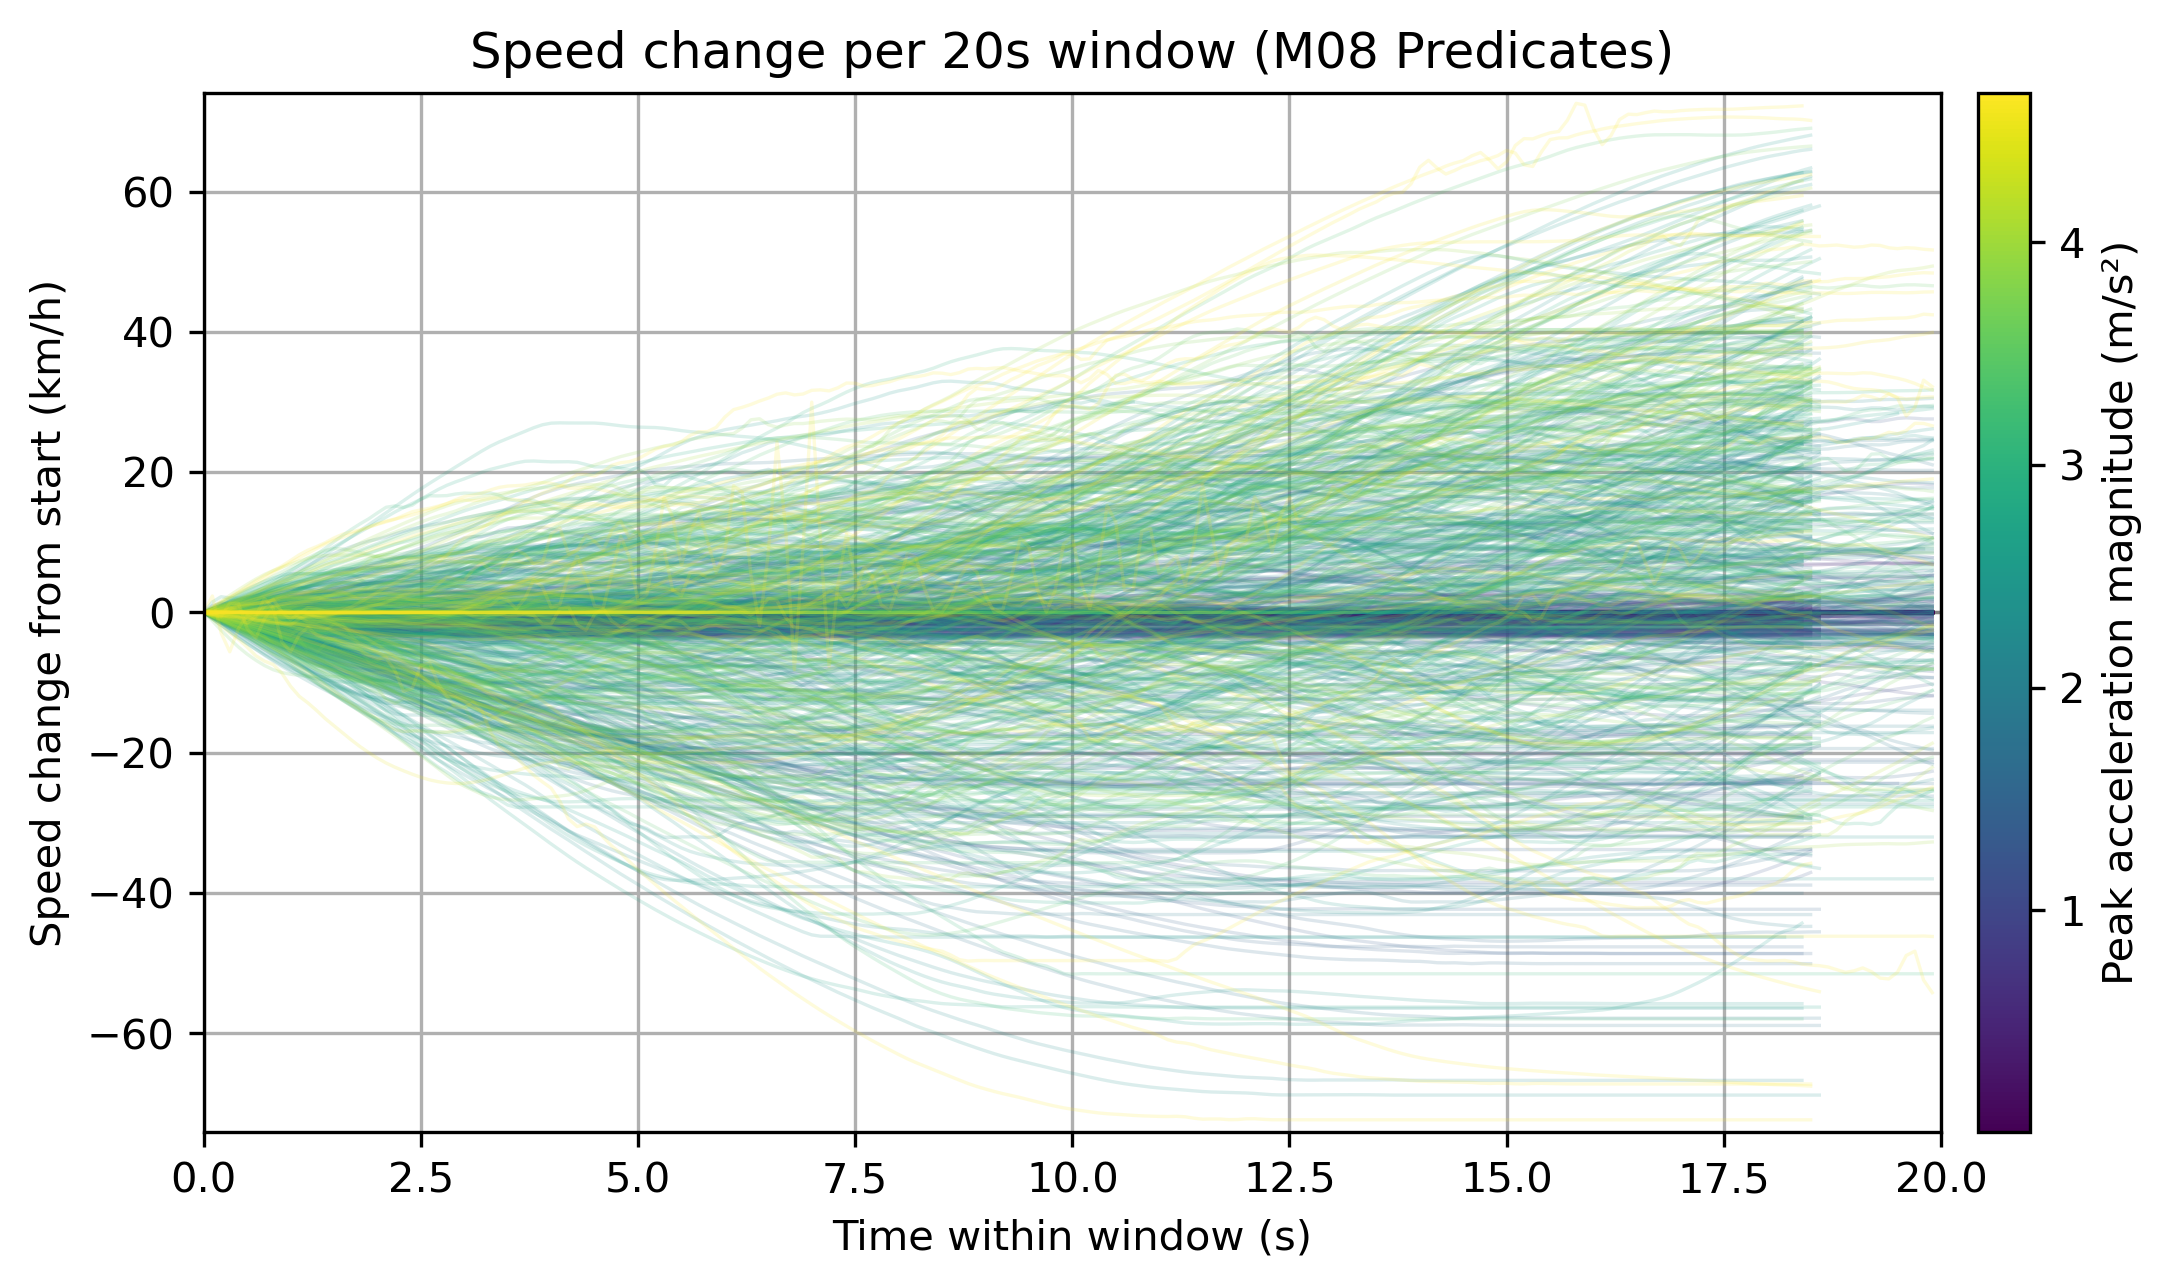 Speed change per 20s window (M08 Predicates)
Speed change from start (km/h)
60
40
20
0
−20
−40
−60
0.0 2.5 5.0 7.5 10.0 12.5 15.0 17.5 20.0
Time within window (s)
4
3
2
1
Peak acceleration magnitude (m/s²)